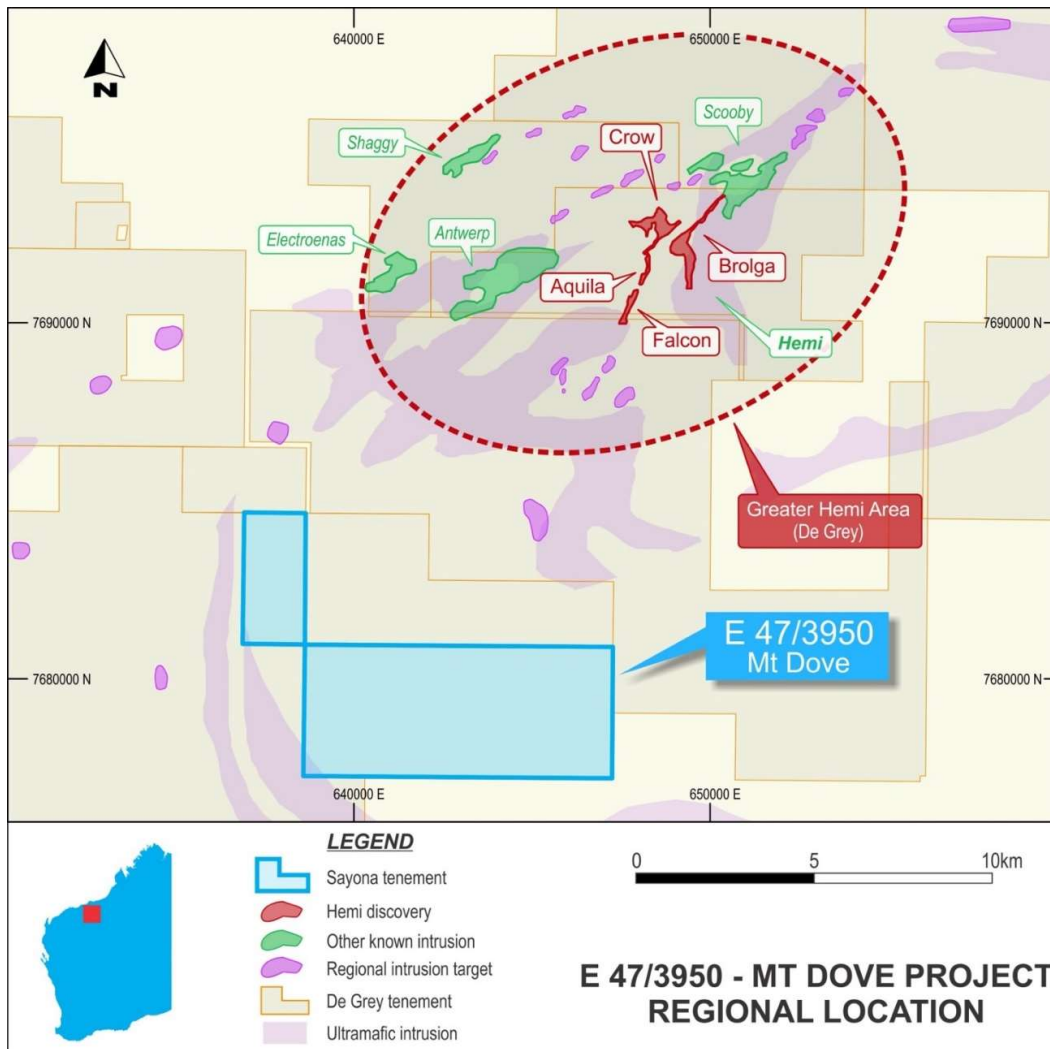 640000 E
650000 E
N
Scooby
Crow
Shaggy
Electroenas
Antwerp
Aquila
Brolga
7690000 N
7690000 N
Falcon
Hemi
Greater Hemi Area
(De Grey)
E 47/3950
Mt Dove
7680000 N
7680000 N
640000 E
650000 E
LEGEND
Sayona tenement
Hemi discovery
Other known intrusion
Regional intrusion target
De Grey tenement
Ultramafic intrusion
0
5
10km
E 47/3950 - MT DOVE PROJECT
REGIONAL LOCATION